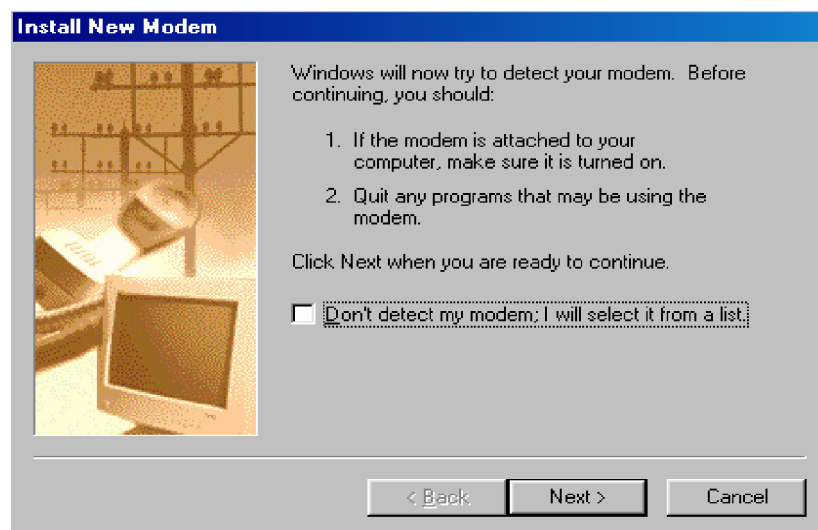 Install New Modem
Windows will now try to detect your modem. Before
continuing, you should:
1. If the modem is attached to your
computer, make sure it is turned on.
2. Quit any programs that may be using the
modem.
Click Next when you are ready to continue.
Don't detect my modem; I will select it from a list.
< Back
Next >
Cancel